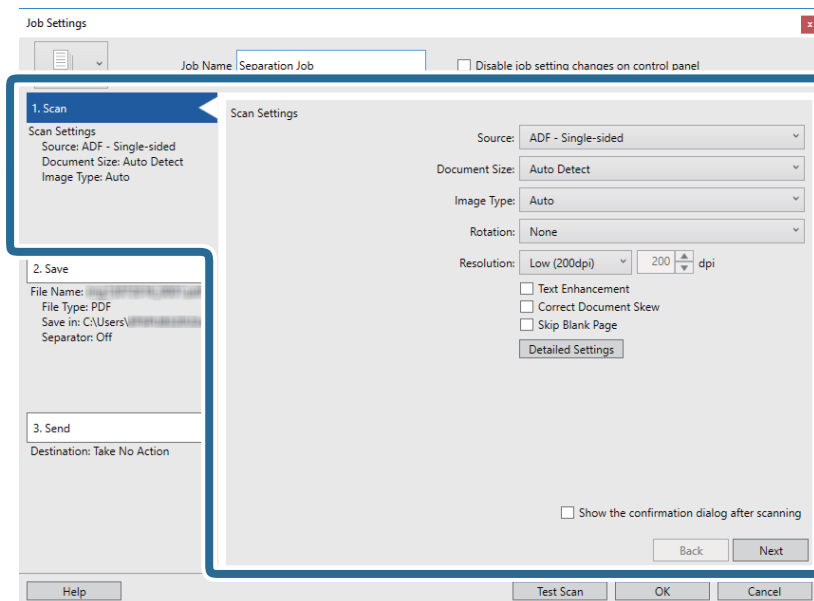 Job Settings
x
Job Name Separation Job
Disable job setting changes on control panel
1. Scan
Scan Settings
Source: ADF - Single-sided
Document Size: Auto Detect
Image Type: Auto
2. Save
File Name:
File Type: PDF
Save in: C:\Users\
Separator: Off
3. Send
Destination: Take No Action
Scan Settings
Source: ADF - Single-sided
Document Size: Auto Detect
Image Type: Auto
Rotation: None
Resolution: Low (200dpi) 200 dpi
Text Enhancement
Correct Document Skew
Skip Blank Page
Detailed Settings
Show the confirmation dialog after scanning
Back Next
Help Test Scan OK Cancel